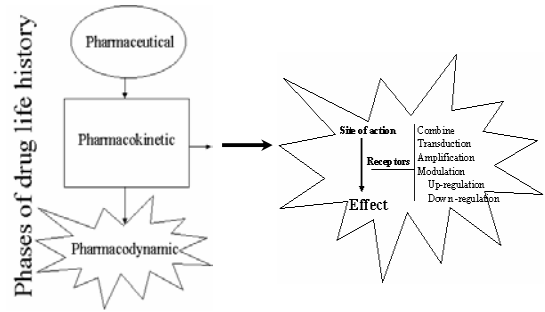 Phases of drug life history
Pharmaceutical
Pharmacokinetic
Pharmacodynamic
Site of action
Receptors
Effect
Combine
Transduction
Amplification
Modulation
Up-regulation
Down-regulation